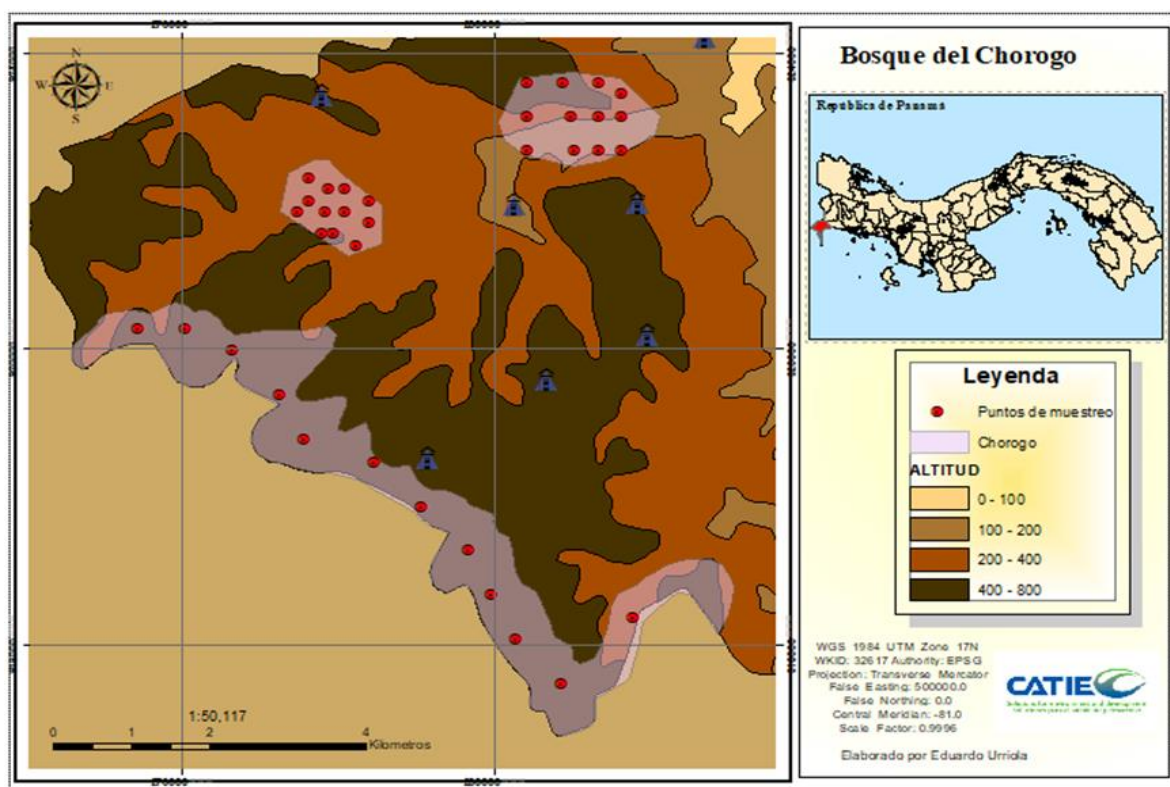 Bosque del Chorogo
República de Panamá
N
W
E
S
Leyenda
Puntos de muestreo
Chorogo
ALTITUD
0 - 100
100 - 200
200 - 400
400 - 800
WGS 1984 UTM Zone 17N
WKID: 32617 Authority: EPSG
Projection: Transverse Mercator
False Easting: 500000.0
False Northing: 0.0
Central Meridian: -81.0
Scale Factor: 0.9996
CATIE
Elaborado por Eduardo Urriola
1:50,117
0 1 2 4
Kilometros